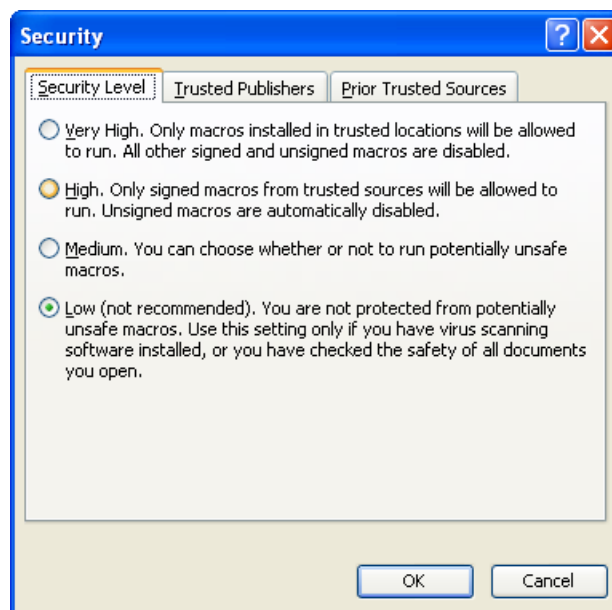 Security
Security Level
Trusted Publishers
Prior Trusted Sources
Very High. Only macros installed in trusted locations will be allowed
to run. All other signed and unsigned macros are disabled.
High. Only signed macros from trusted sources will be allowed to
run. Unsigned macros are automatically disabled.
Medium. You can choose whether or not to run potentially unsafe
macros.
Low (not recommended). You are not protected from potentially
unsafe macros. Use this setting only if you have virus scanning
software installed, or you have checked the safety of all documents
you open.
OK
Cancel